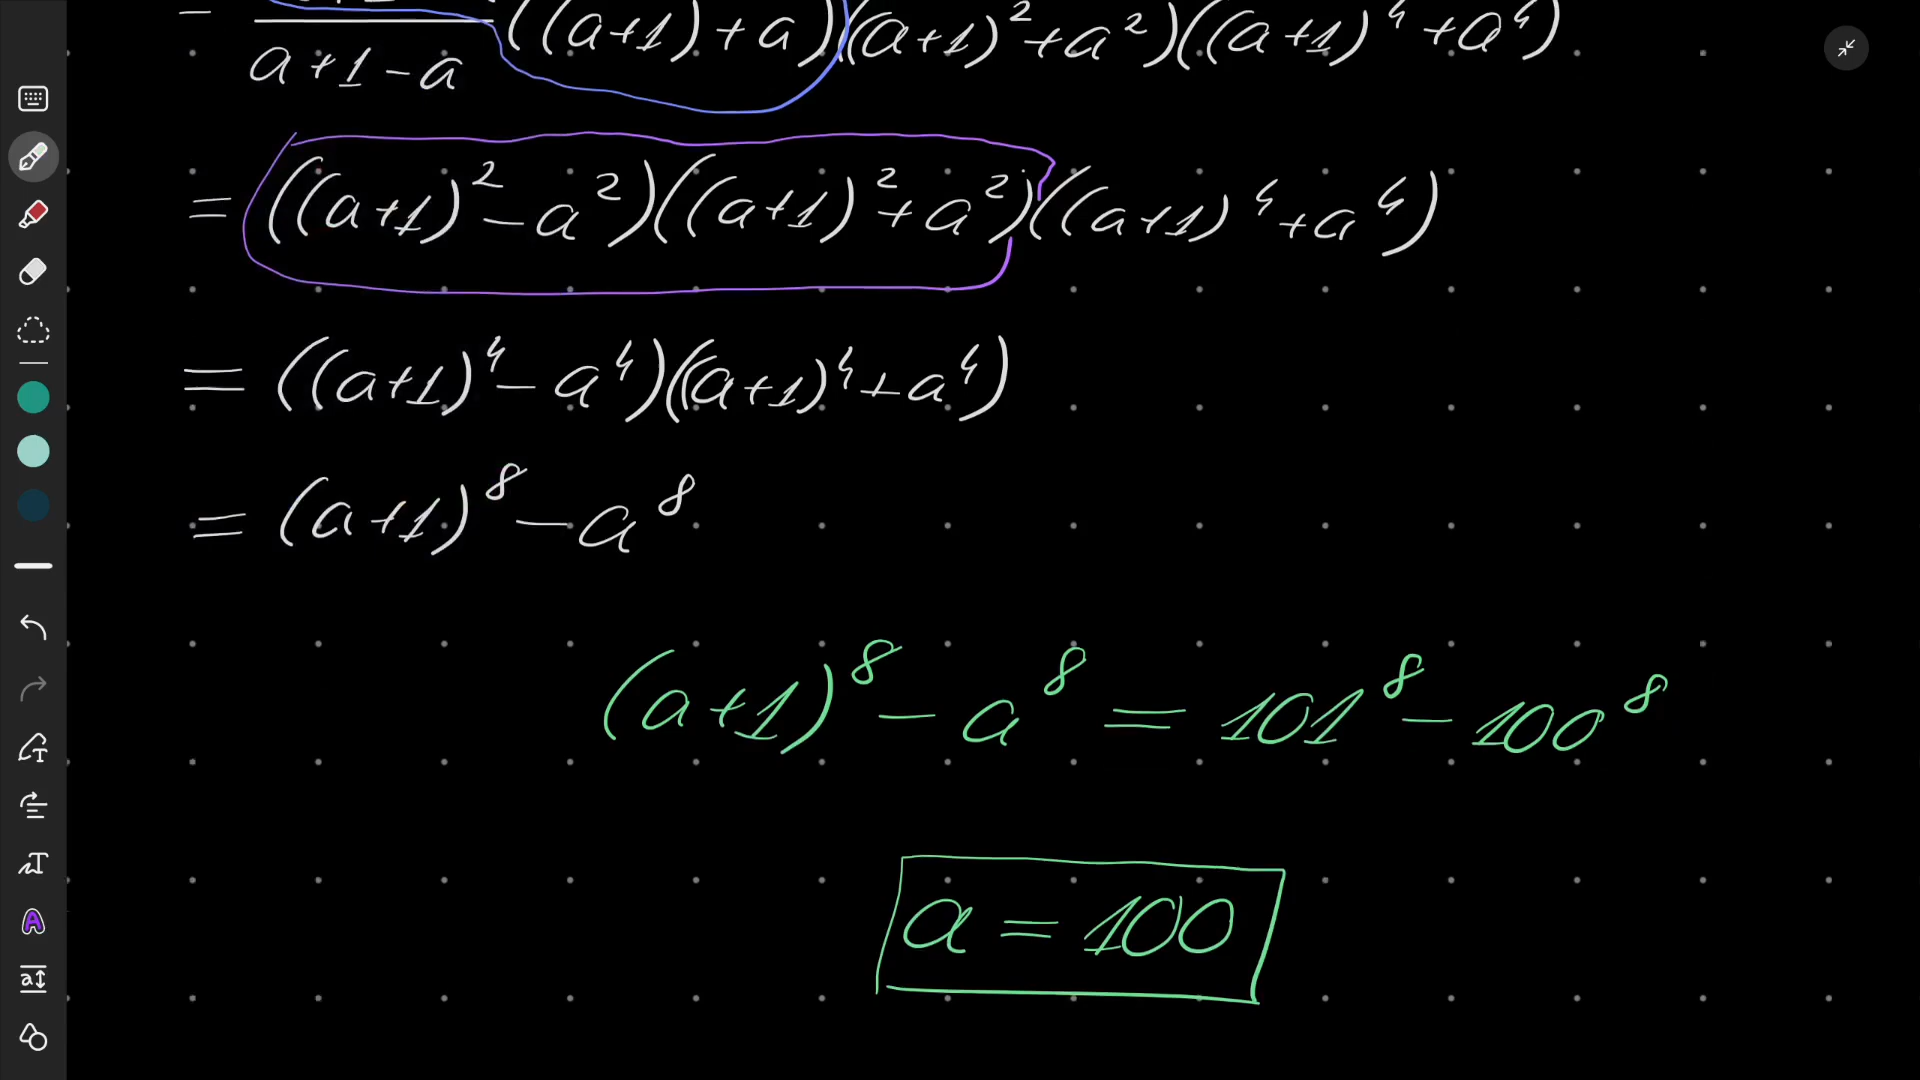 = ——— ((a+1)+a)((a+1)²+a²)((a+1)⁴+a⁴)
a+1-a
= ((a+1)²-a²)((a+1)²+a²)((a+1)⁴+a⁴)
= ((a+1)⁴-a⁴)((a+1)⁴+a⁴)
= (a+1)⁸-a⁸
(a+1)⁸-a⁸=101⁸-100⁸
a=100